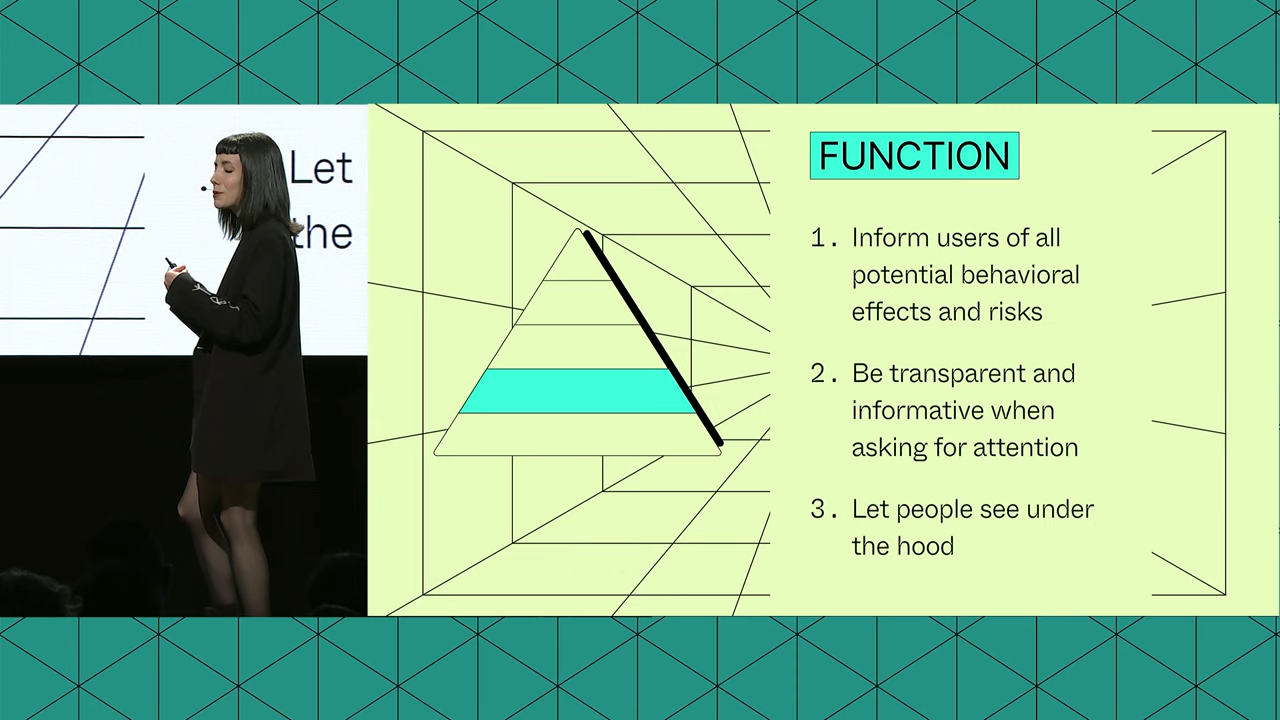 Let
the
FUNCTION
1. Inform users of all
potential behavioral
effects and risks
2. Be transparent and
informative when
asking for attention
3. Let people see under
the hood